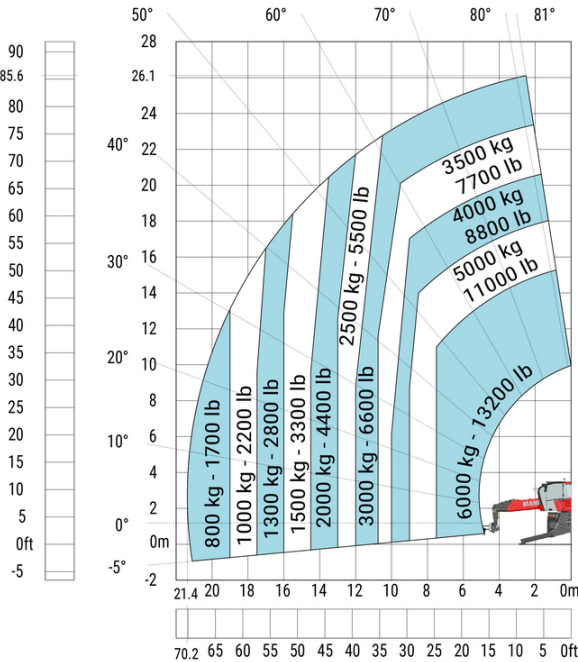 50° 60° 70° 80° 81°
90 28
85.6 26.1
80 24
75
70 40° 22
65 20
60 18
55
50 30° 16
45 14
40 12
35 20° 10
30
25 8
20 10° 6
15
10 4
5 0° 2
0ft 0m
-5 -5° -2
3500 kg
7700 lb
4000 kg
8800 lb
5000 kg
11000 lb
6000 kg - 13200 lb
2500 kg - 5500 lb
3000 kg - 6600 lb
2000 kg - 4400 lb
1500 kg - 3300 lb
1300 kg - 2800 lb
1000 kg - 2200 lb
800 kg - 1700 lb
21.4 20 18 16 14 12 10 8 6 4 2 0m
70.2 65 60 55 50 45 40 35 30 25 20 15 10 5 0ft